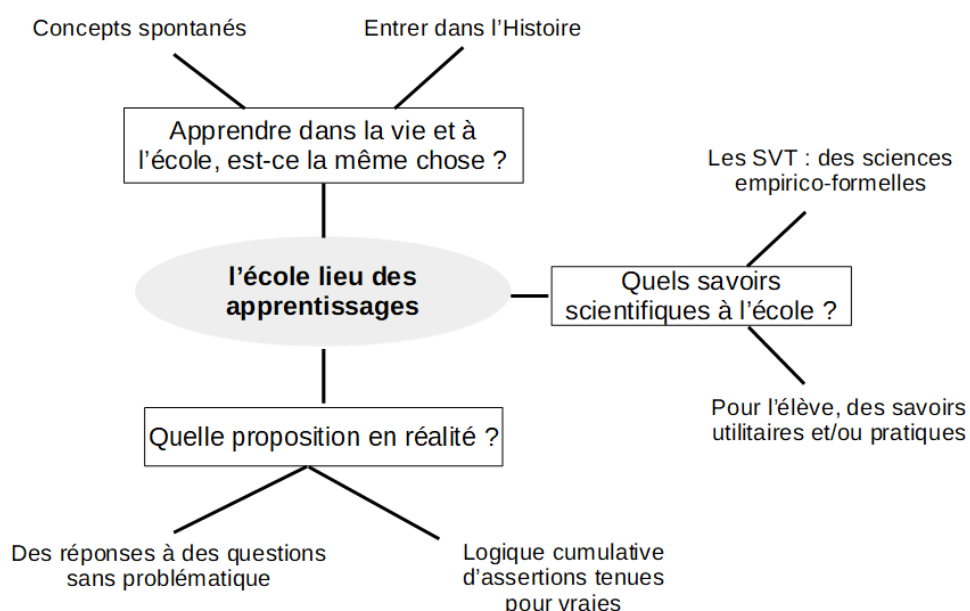 Concepts spontanés
Entrer dans l’Histoire
Apprendre dans la vie et à
l’école, est-ce la même chose ?
Les SVT : des sciences
empirico-formelles
l’école lieu des
apprentissages
Quels savoirs
scientifiques à l’école ?
Pour l’élève, des savoirs
utilitaires et/ou pratiques
Quelle proposition en réalité ?
Des réponses à des questions
sans problématique
Logique cumulative
d’assertions tenues
pour vraies